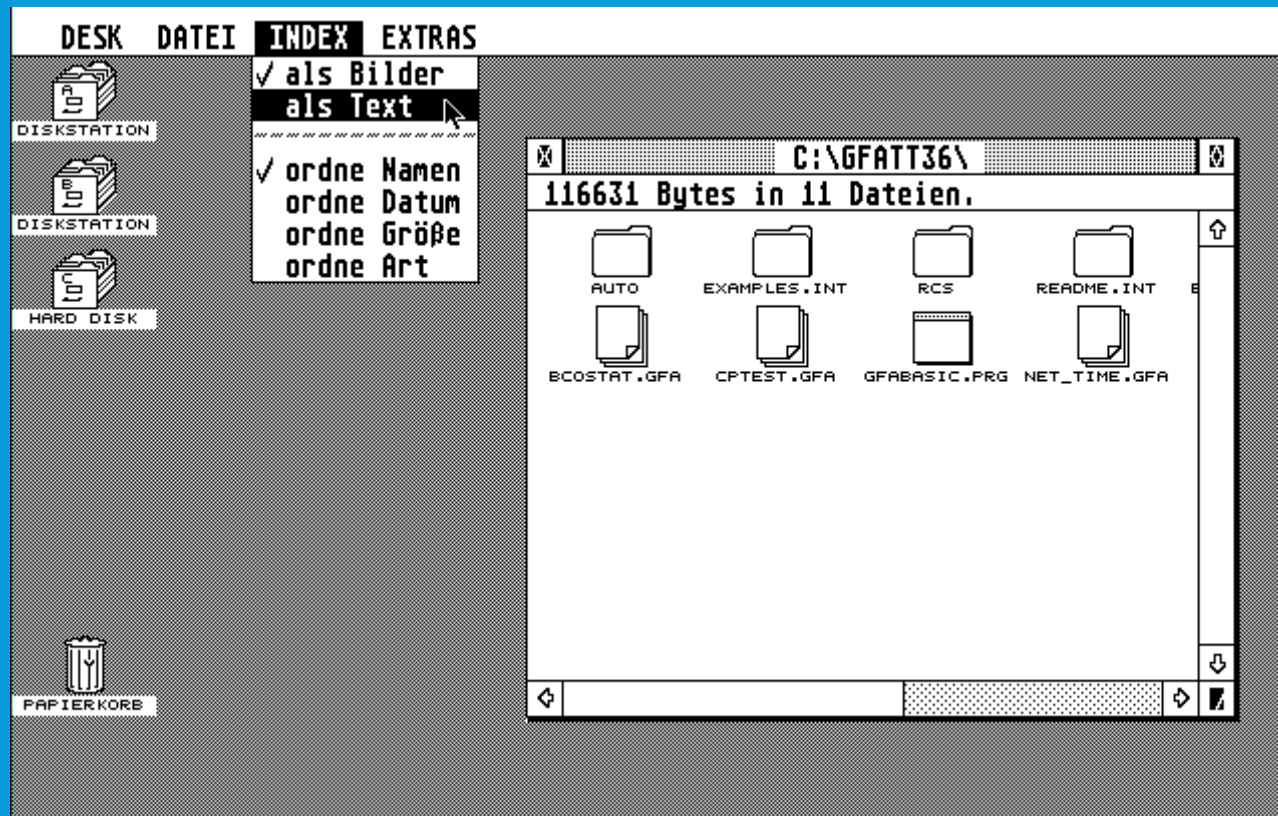 DESK DATEI INDEX EXTRAS
als Bilder
als Text
ordne Namen
ordne Datum
ordne Größe
ordne Art
A
DISKSTATION
B
DISKSTATION
C
HARD DISK
PAPIERKORB
C:\GFATT36\
116631 Bytes in 11 Dateien.
AUTO EXAMPLES.INT RCS README.INT
BCOSTAT.GFA CPTEST.GFA GFABASIC.PRG NET_TIME.GFA